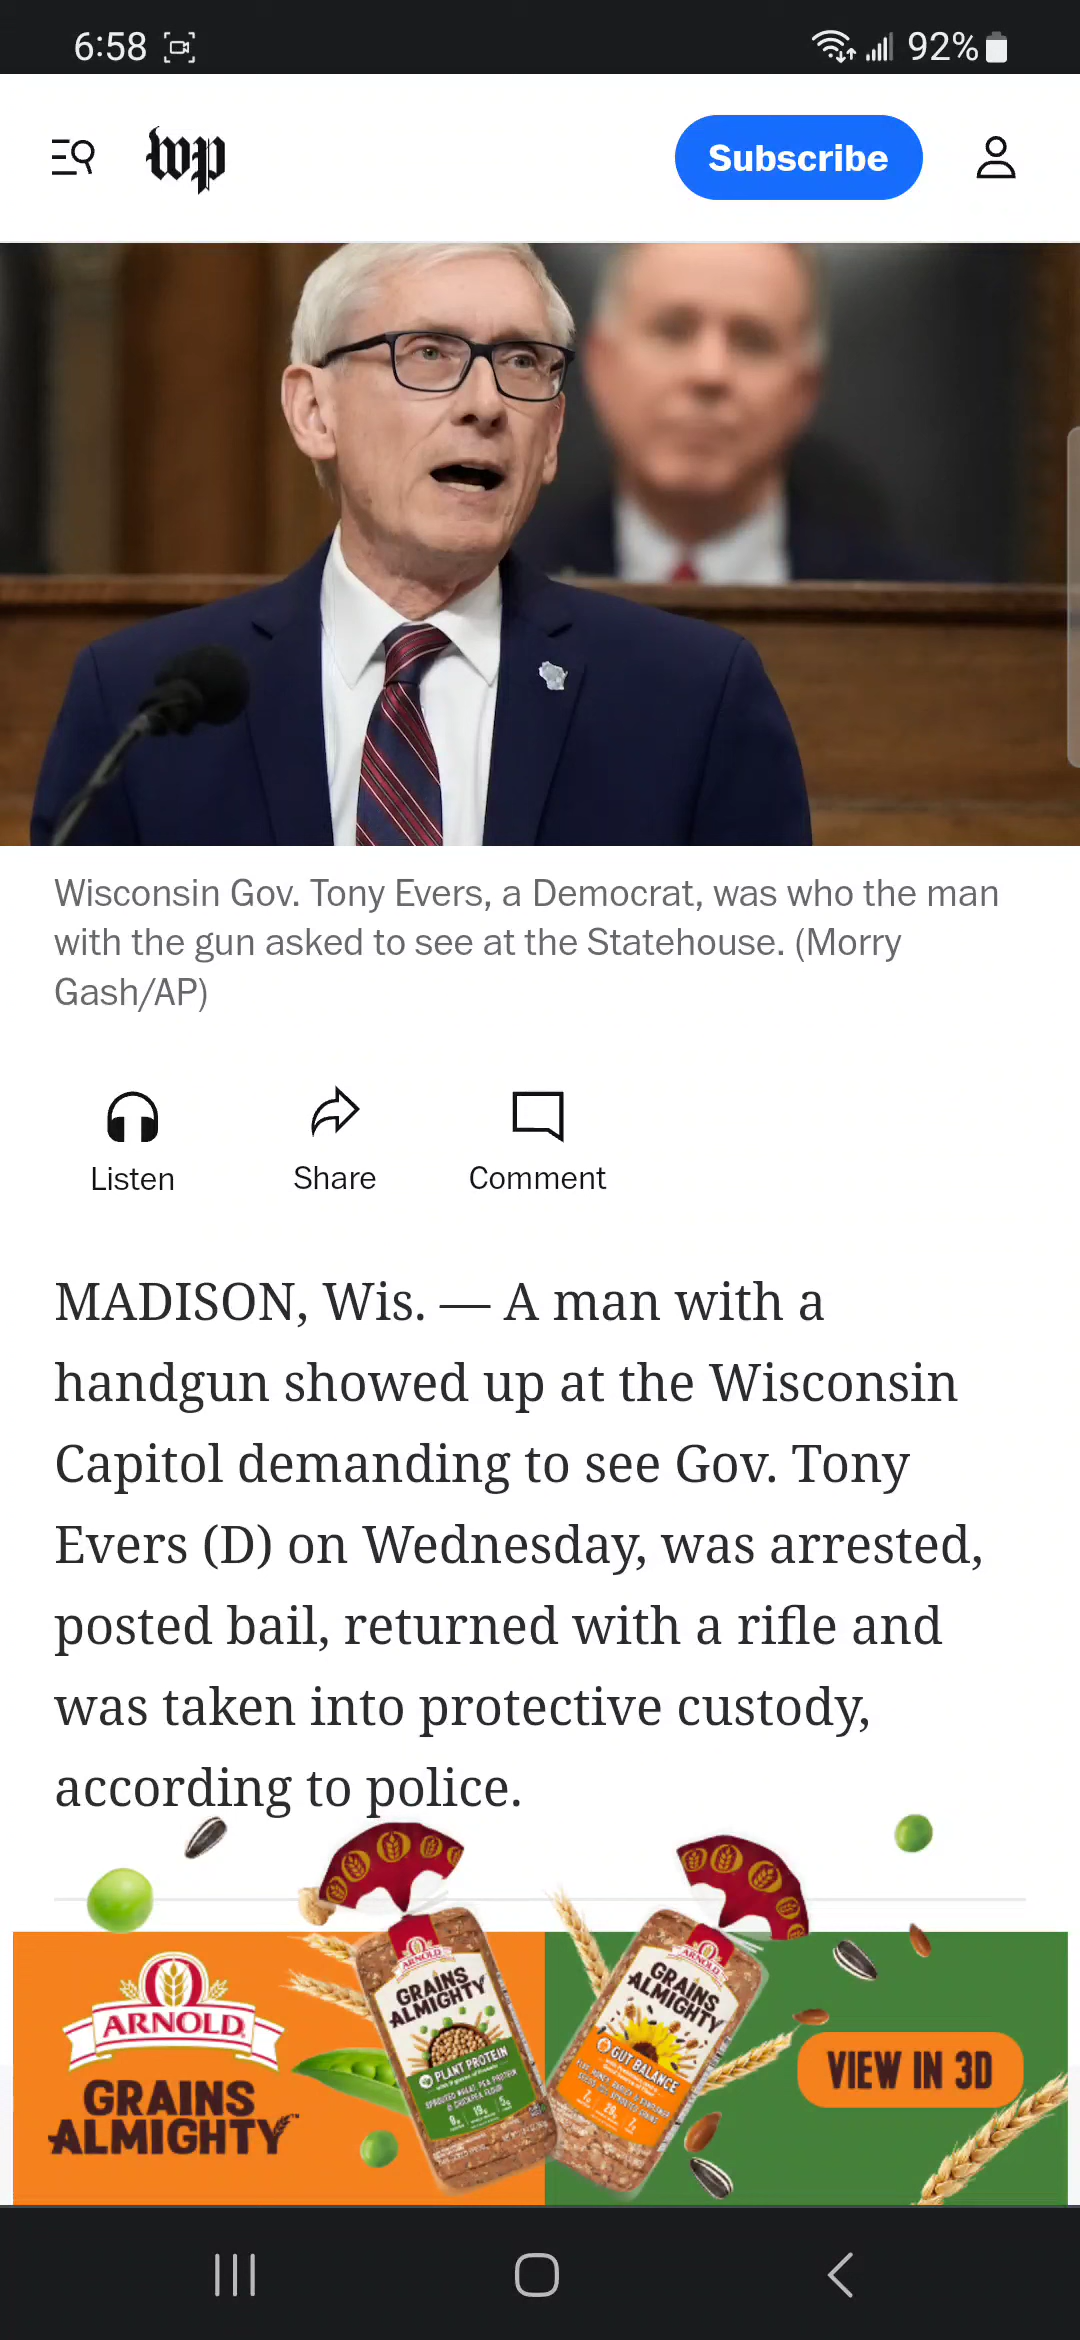 6:58
92%
wp
Subscribe
Wisconsin Gov. Tony Evers, a Democrat, was who the man
with the gun asked to see at the Statehouse. (Morry
Gash/AP)
Listen
Share
Comment
MADISON, Wis. — A man with a
handgun showed up at the Wisconsin
Capitol demanding to see Gov. Tony
Evers (D) on Wednesday, was arrested,
posted bail, returned with a rifle and
was taken into protective custody,
according to police.
ARNOLD
GRAINS
ALMIGHTY™
ARNOLD
GRAINS
ALMIGHTY
PLANT PROTEIN
ARNOLD
GRAINS
ALMIGHTY
GUT BALANCE
VIEW IN 3D